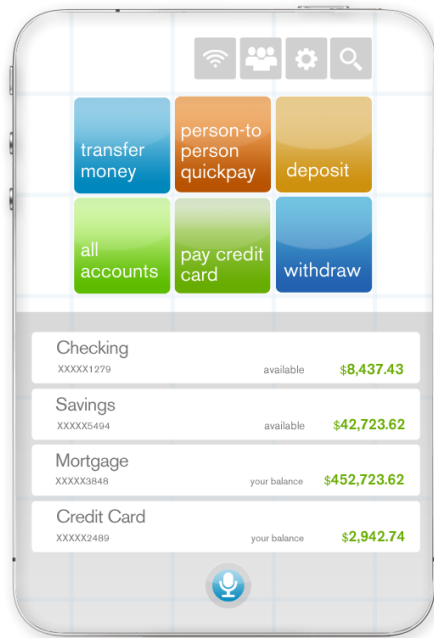 transfer
money
person-to
person
quickpay
deposit
all
accounts
pay credit
card
withdraw
Checking
XXXXX1279
available
$8,437.43
Savings
XXXXX5494
available
$42,723.62
Mortgage
XXXXX3848
your balance
$452,723.62
Credit Card
XXXXX2489
your balance
$2,942.74